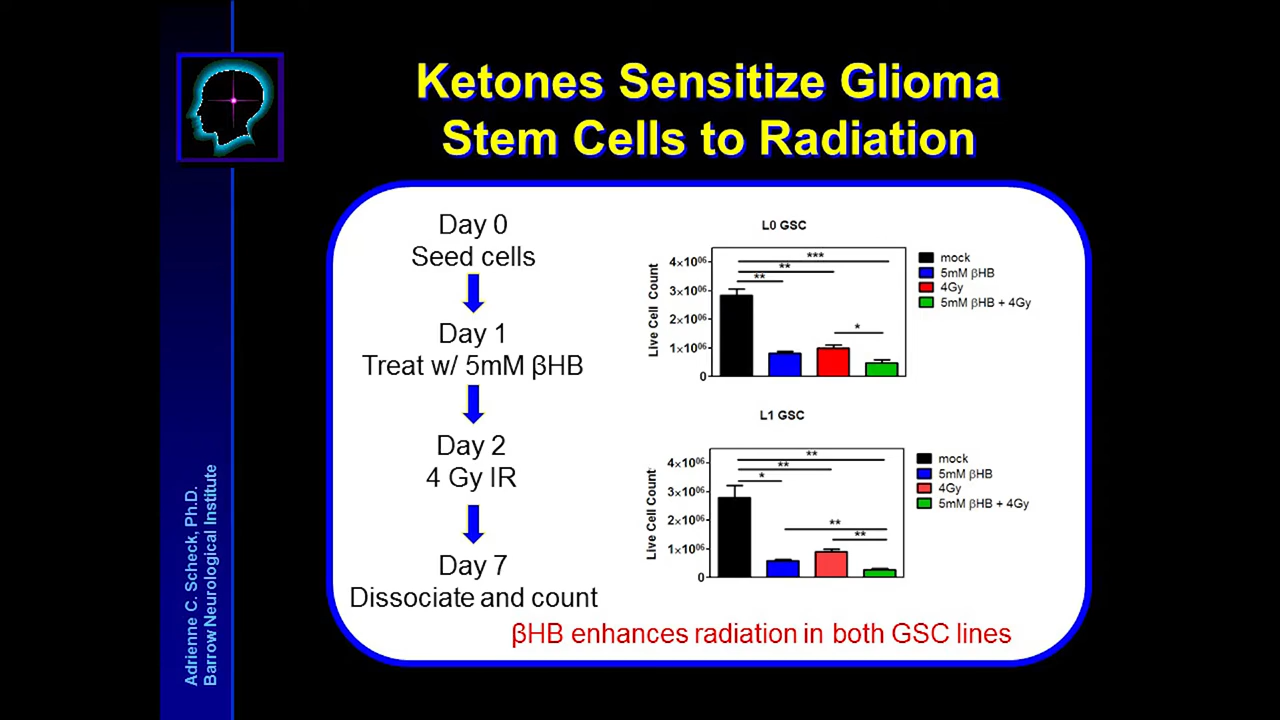 Ketones Sensitize Glioma
Stem Cells to Radiation
Day 0
Seed cells
Day 1
Treat w/ 5mM βHB
Day 2
4 Gy IR
Day 7
Dissociate and count
L0 GSC
Live Cell Count
4×10⁰⁶
3×10⁰⁶
2×10⁰⁶
1×10⁰⁶
0
***
**
**
*
mock
5mM βHB
4Gy
5mM βHB + 4Gy
L1 GSC
Live Cell Count
4×10⁰⁶
3×10⁰⁶
2×10⁰⁶
1×10⁰⁶
0
**
**
*
**
**
mock
5mM βHB
4Gy
5mM βHB + 4Gy
βHB enhances radiation in both GSC lines
Adrienne C. Scheck, Ph.D.
Barrow Neurological Institute